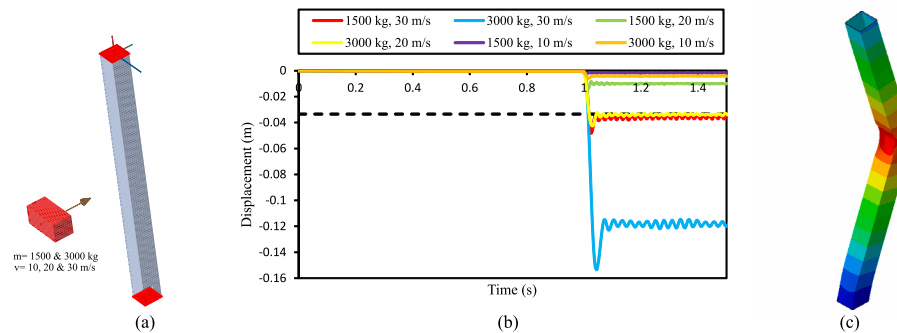 m= 1500 & 3000 kg
v= 10, 20 & 30 m/s
(a)
1500 kg, 30 m/s 3000 kg, 30 m/s 1500 kg, 20 m/s
3000 kg, 20 m/s 1500 kg, 10 m/s 3000 kg, 10 m/s
Displacement (m)
0
-0.02
-0.04
-0.06
-0.08
-0.1
-0.12
-0.14
-0.16
0 0.2 0.4 0.6 0.8 1 1.2 1.4
Time (s)
(b)
(c)